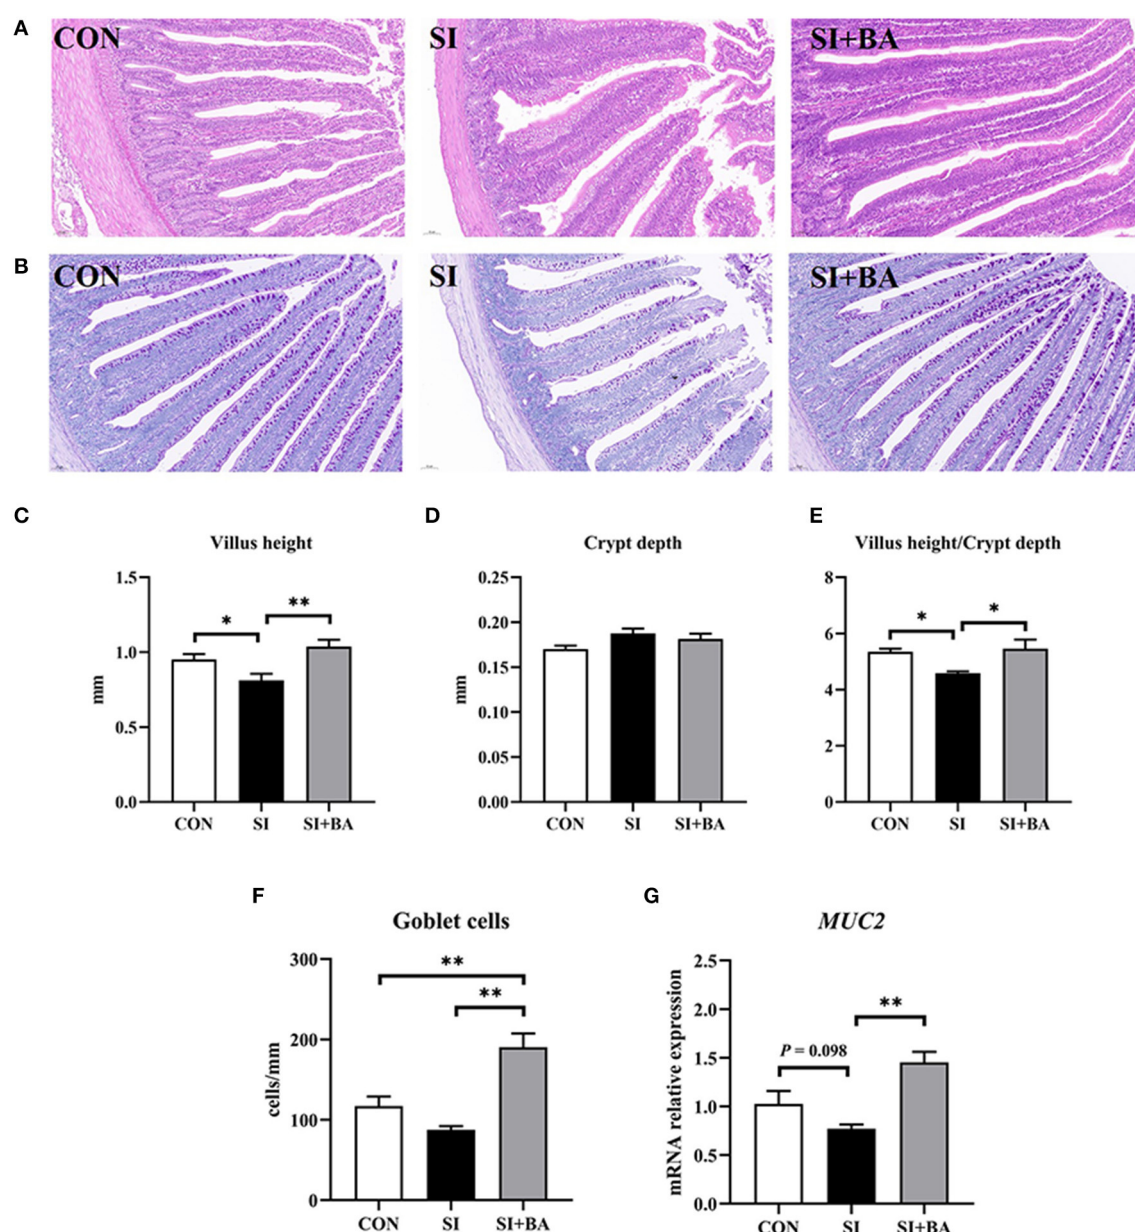 A
CON
SI
SI+BA
B
CON
SI
SI+BA
C
D
E
Villus height
Crypt depth
Villus height/Crypt depth
1.5
1.0
0.5
0.0
mm
*
**
CON SI SI+BA
0.25
0.20
0.15
0.10
0.05
0.00
mm
CON SI SI+BA
8
6
4
2
0
*
*
CON SI SI+BA
F
G
Goblet cells
MUC2
300
200
100
0
cells/mm
**
**
CON SI SI+BA
2.5
2.0
1.5
1.0
0.5
0.0
mRNA relative expression
P = 0.098
**
CON SI SI+BA